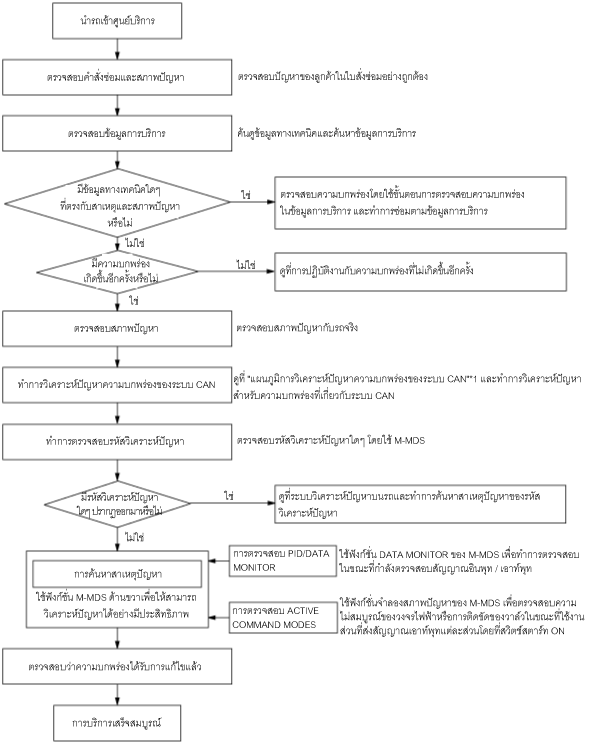 นำรถเข้าศูนย์บริการ
ตรวจสอบคำสั่งซ่อมและสภาพปัญหา
ตรวจสอบปัญหาของลูกค้าในใบสั่งซ่อมอย่างถูกต้อง
ตรวจสอบข้อมูลการบริการ
ค้นดูข้อมูลทางเทคนิคและค้นหาข้อมูลการบริการ
มีข้อมูลทางเทคนิคใดๆ
ที่ตรงกับสาเหตุและสภาพปัญหา
หรือไม่
ใช่
ตรวจสอบความบกพร่องโดยใช้ขั้นตอนการตรวจสอบความบกพร่อง
ในข้อมูลการบริการ และทำการซ่อมตามข้อมูลการบริการ
ไม่ใช่
มีความบกพร่อง
เกิดขึ้นอีกครั้งหรือไม่
ไม่ใช่
ดูที่การปฏิบัติงานกับความบกพร่องที่ไม่เกิดขึ้นอีกครั้ง
ใช่
ตรวจสอบสภาพปัญหา
ตรวจสอบสภาพปัญหากับรถจริง
ทำการวิเคราะห์ปัญหาความบกพร่องของระบบ CAN
ดูที่ "แผนภูมิการวิเคราะห์ปัญหาความบกพร่องของระบบ CAN"*1 และทำการวิเคราะห์ปัญหา
สำหรับความบกพร่องที่เกี่ยวกับระบบ CAN
ทำการตรวจสอบรหัสวิเคราะห์ปัญหา
ตรวจสอบรหัสวิเคราะห์ปัญหาใดๆ โดยใช้ M-MDS
มีรหัสวิเคราะห์ปัญหา
ใดๆ ปรากฏออกมาหรือไม่
ใช่
ดูที่ระบบวิเคราะห์ปัญหาบนรถและทำการค้นหาสาเหตุปัญหาของรหัส
วิเคราะห์ปัญหา
ไม่ใช่
การค้นหาสาเหตุปัญหา
ใช้ฟังก์ชั่น M-MDS ด้านขวาเพื่อให้สามารถ
วิเคราะห์ปัญหาได้อย่างมีประสิทธิภาพ
การตรวจสอบ PID/DATA
MONITOR
ใช้ฟังก์ชั่น DATA MONITOR ของ M-MDS เพื่อทำการตรวจสอบ
ในขณะที่กำลังตรวจสอบสัญญาณอินพุท / เอาท์พุท
การตรวจสอบ ACTIVE
COMMAND MODES
ใช้ฟังก์ชั่นจำลองสภาพปัญหาของ M-MDS เพื่อตรวจสอบความ
ไม่สมบูรณ์ของวงจรไฟฟ้าหรือการติดขัดของวาล์วในขณะที่ใช้งาน
ส่วนที่ส่งสัญญาณเอาท์พุทแต่ละส่วนโดยที่สวิตช์สตาร์ท ON
ตรวจสอบว่าความบกพร่องได้รับการแก้ไขแล้ว
การบริการเสร็จสมบูรณ์